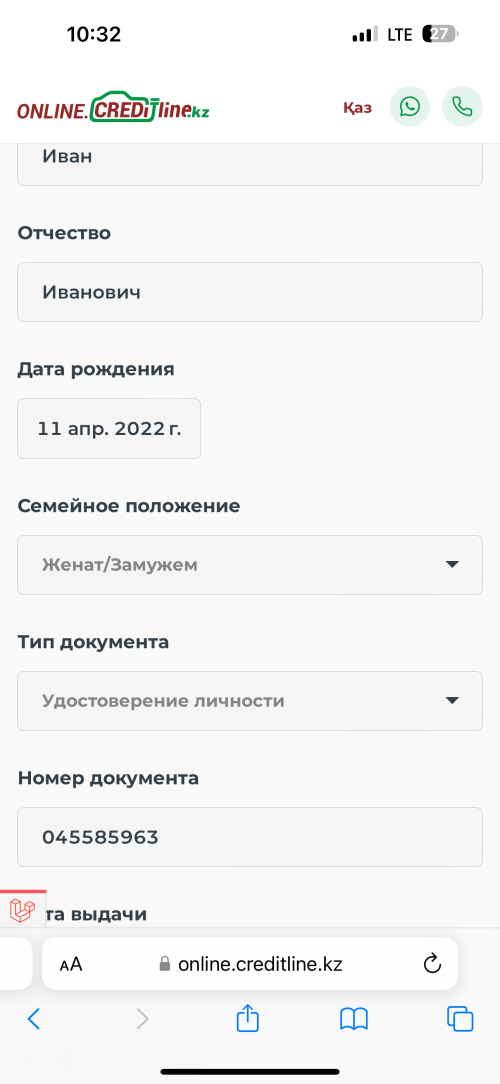 10:32
LTE
27
ONLINE.CREDITline.kz
Қаз
Иван
Отчество
Иванович
Дата рождения
11 апр. 2022 г.
Семейное положение
Женат/Замужем
Тип документа
Удостоверение личности
Номер документа
045585963
та выдачи
AA
online.creditline.kz